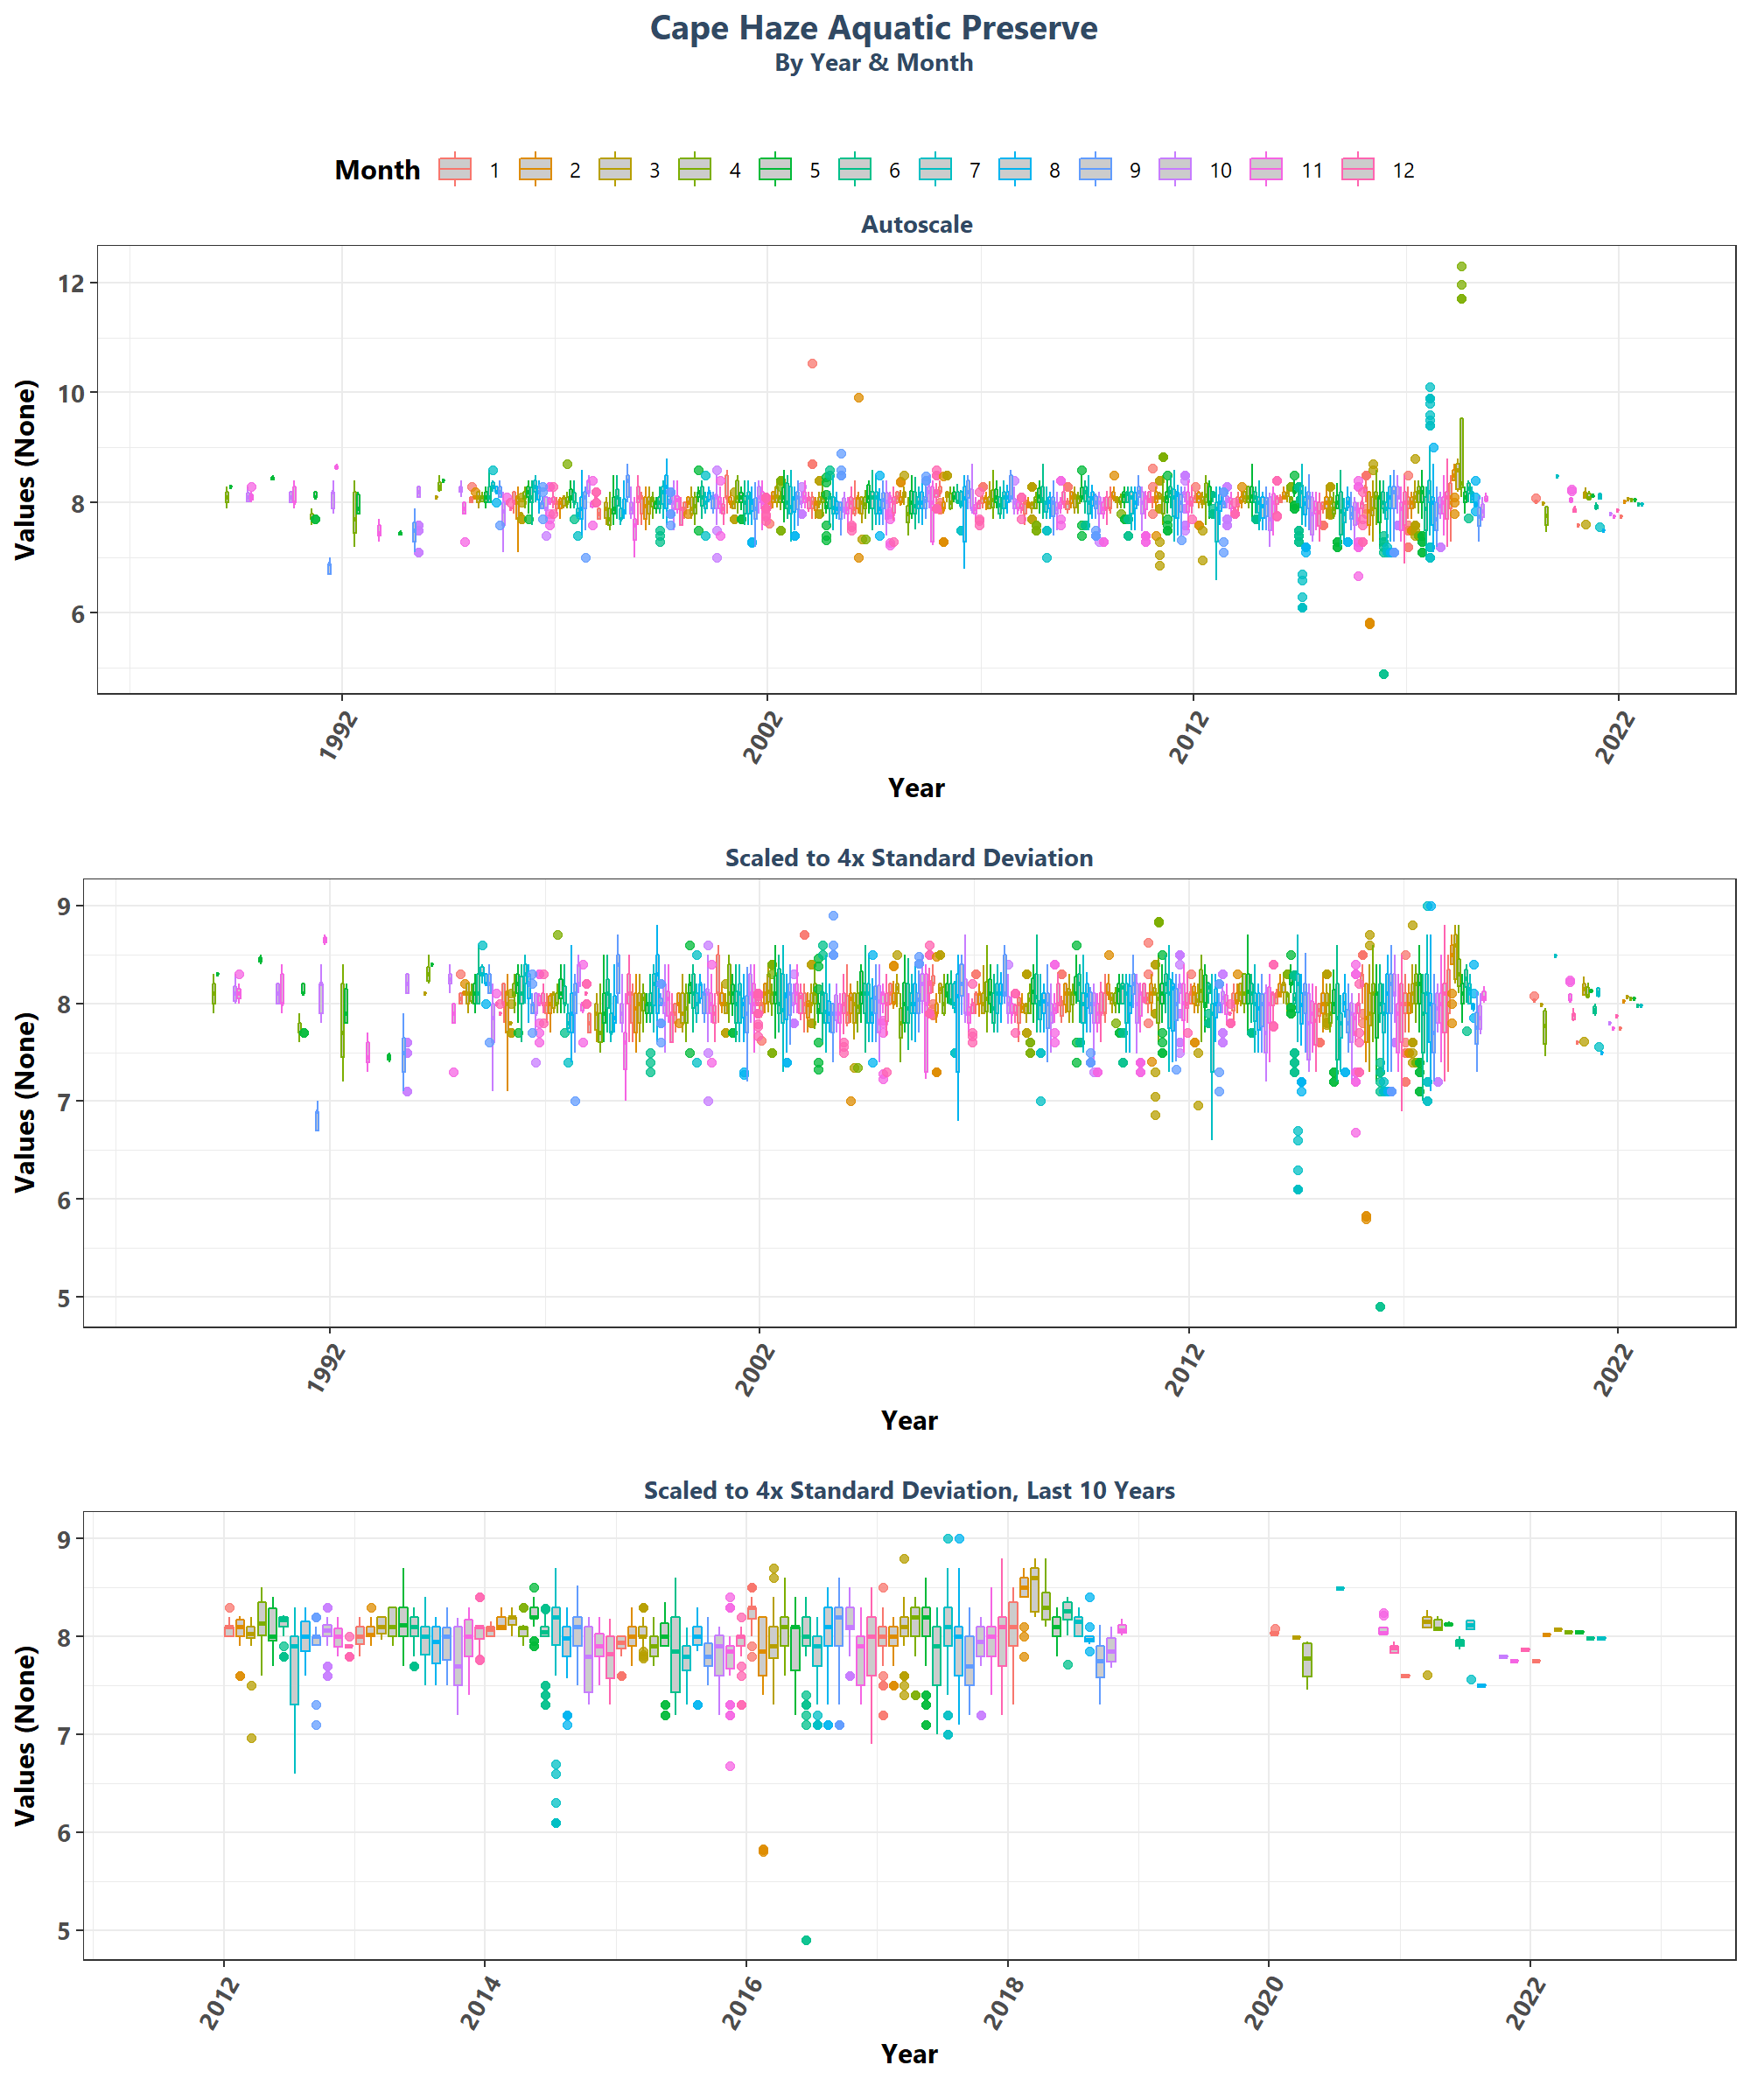 Cape Haze Aquatic Preserve
By Year & Month
Month 1 2 3 4 5 6 7 8 9 10 11 12
Autoscale
12
10
8
6
Values (None)
1992 2002 2012 2022
Year
Scaled to 4x Standard Deviation
9
8
7
6
5
Values (None)
1992 2002 2012 2022
Year
Scaled to 4x Standard Deviation, Last 10 Years
9
8
7
6
5
Values (None)
2012 2014 2016 2018 2020 2022
Year